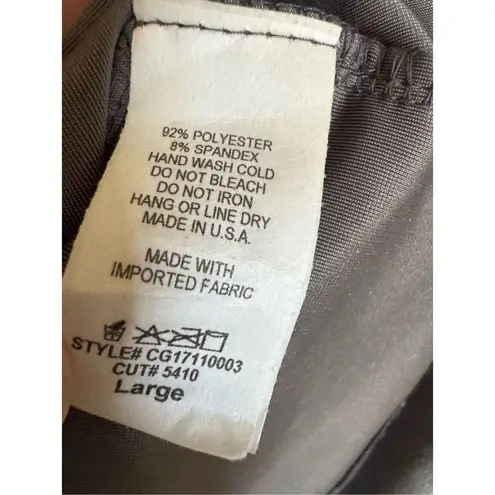 92% POLYESTER
8% SPANDEX
HAND WASH COLD
DO NOT BLEACH
DO NOT IRON
HANG OR LINE DRY
MADE IN U.S.A.
MADE WITH
IMPORTED FABRIC
STYLE# CG17110003
CUT# 5410
Large